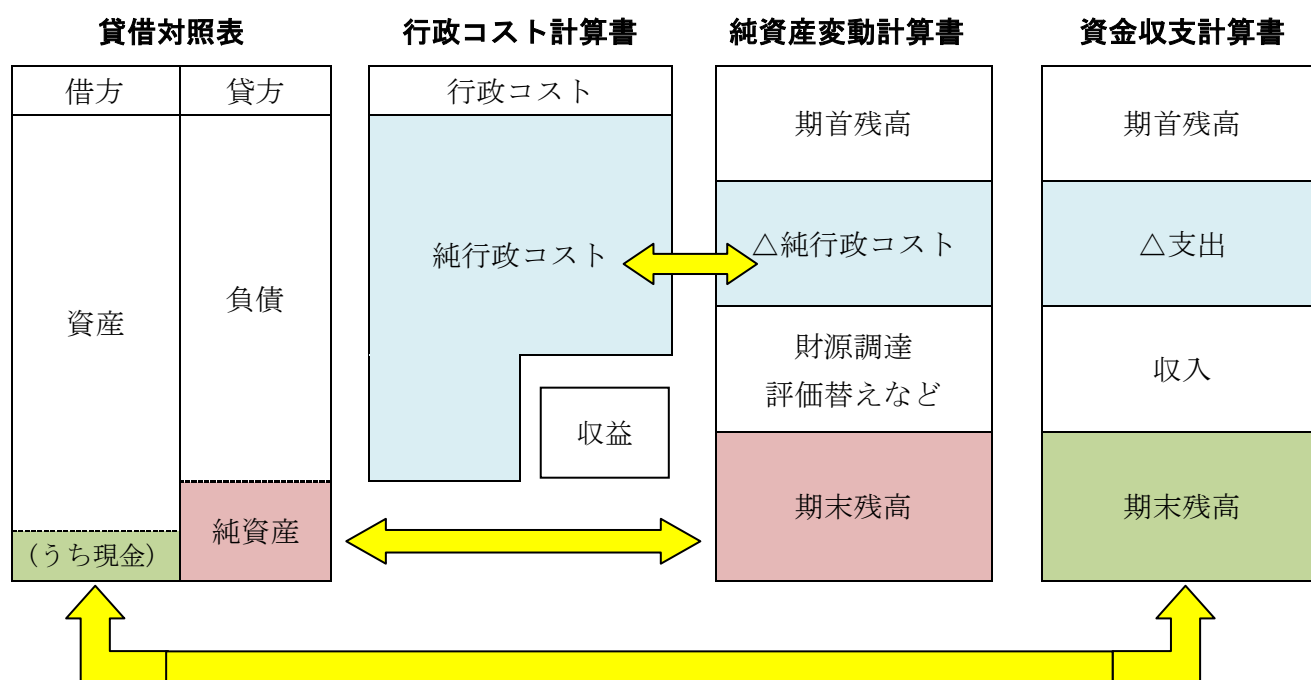 貸借対照表
行政コスト計算書
純資産変動計算書
資金収支計算書
借方
貸方
行政コスト
期首残高
期首残高
純行政コスト
△純行政コスト
△支出
資産
負債
財源調達
評価替えなど
収入
収益
純資産
(うち現金)
期末残高
期末残高